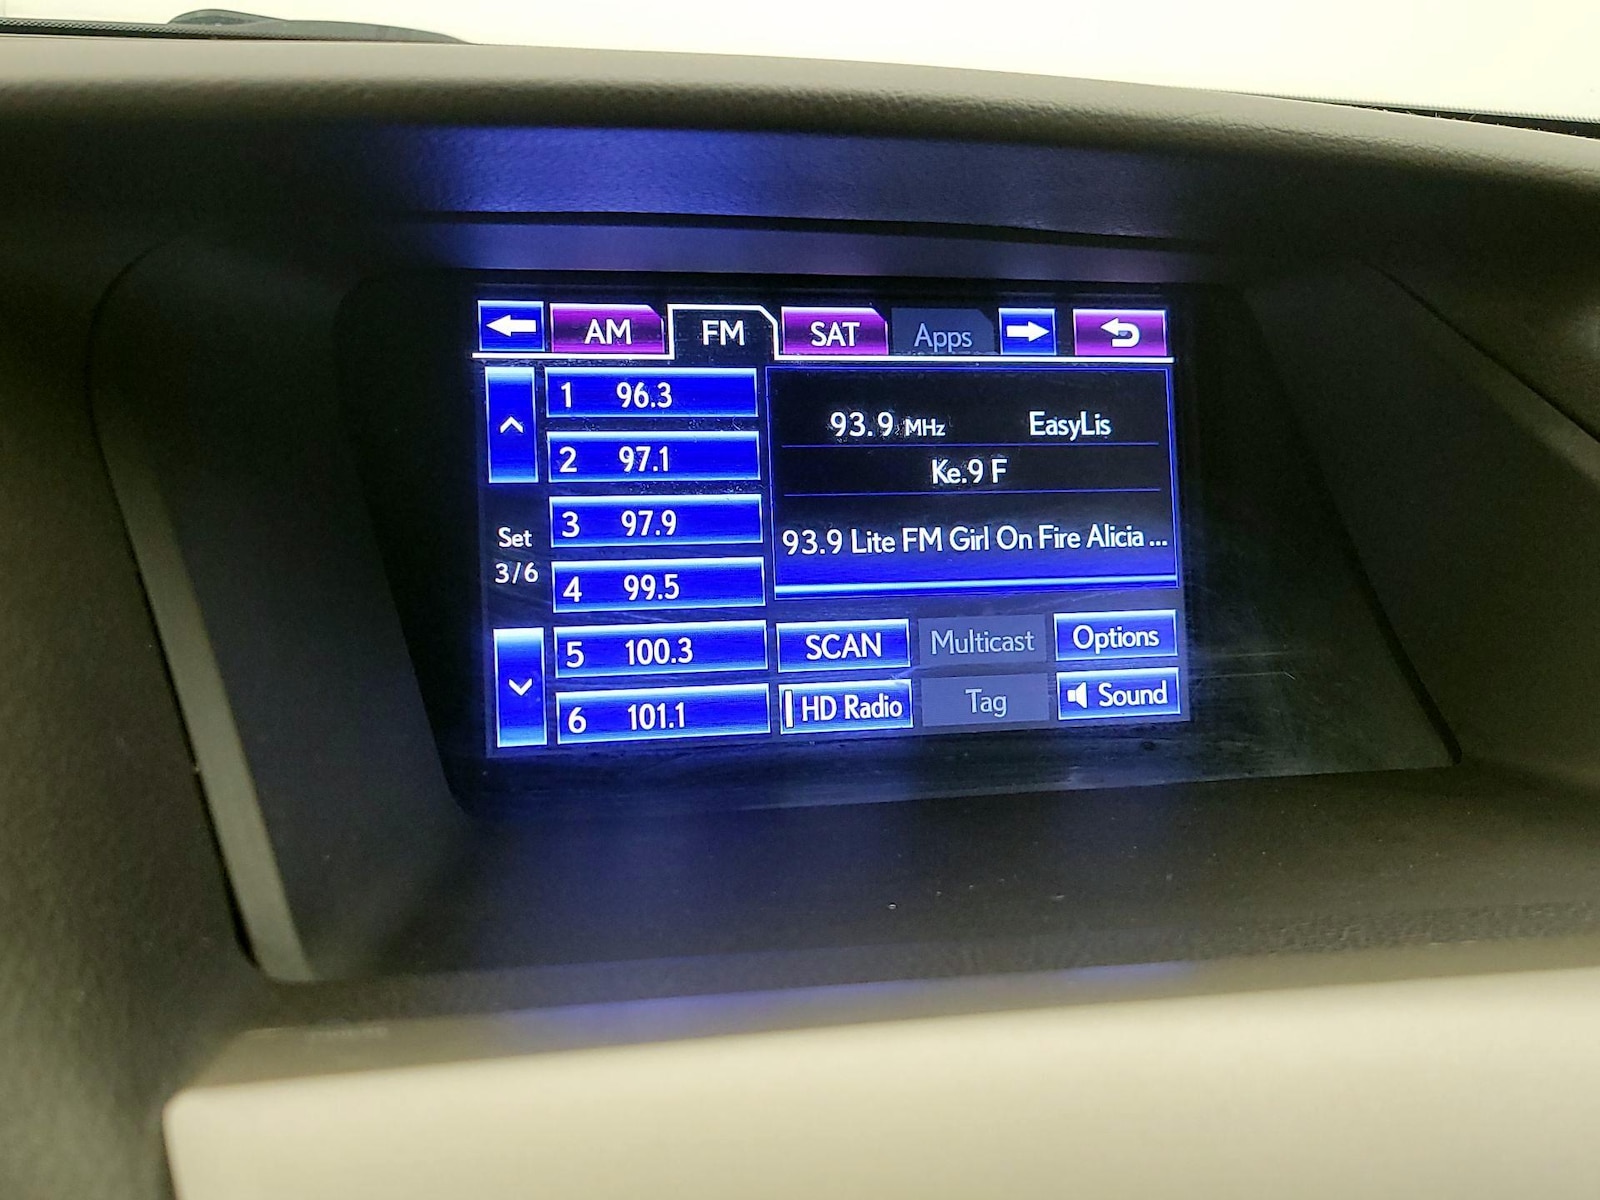 AM FM SAT Apps
1 96.3
2 97.1
3 97.9
4 99.5
5 100.3
6 101.1
Set
3/6
93.9 MHz EasyLis
Ke.9 F
93.9 Lite FM Girl On Fire Alicia ...
SCAN Multicast Options
HD Radio Tag Sound